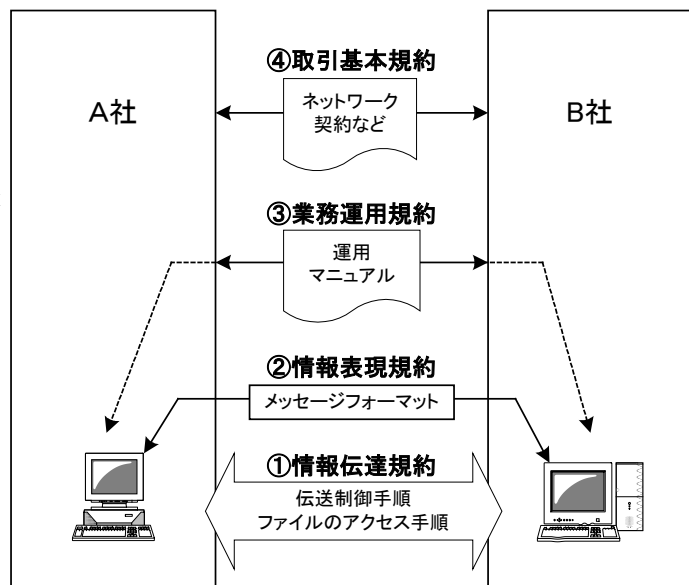 A社
B社
④取引基本規約
ネットワーク
契約など
③業務運用規約
運用
マニュアル
②情報表現規約
メッセージフォーマット
①情報伝達規約
伝送制御手順
ファイルのアクセス手順